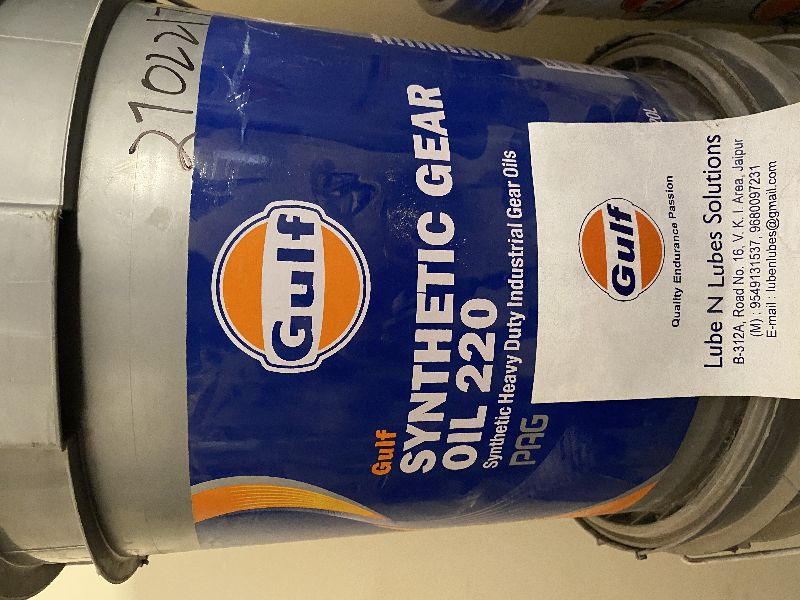 210221
Gulf
Gulf
SYNTHETIC GEAR
OIL 220
Synthetic Heavy Duty Industrial Gear Oils
PAG
Gulf
Quality Endurance Passion
Lube N Lubes Solutions
B-312A, Road No. 16, V. K. I. Area, Jaipur
(M) : 9549131537, 9680097231
E-mail : lubenlubes@gmail.com